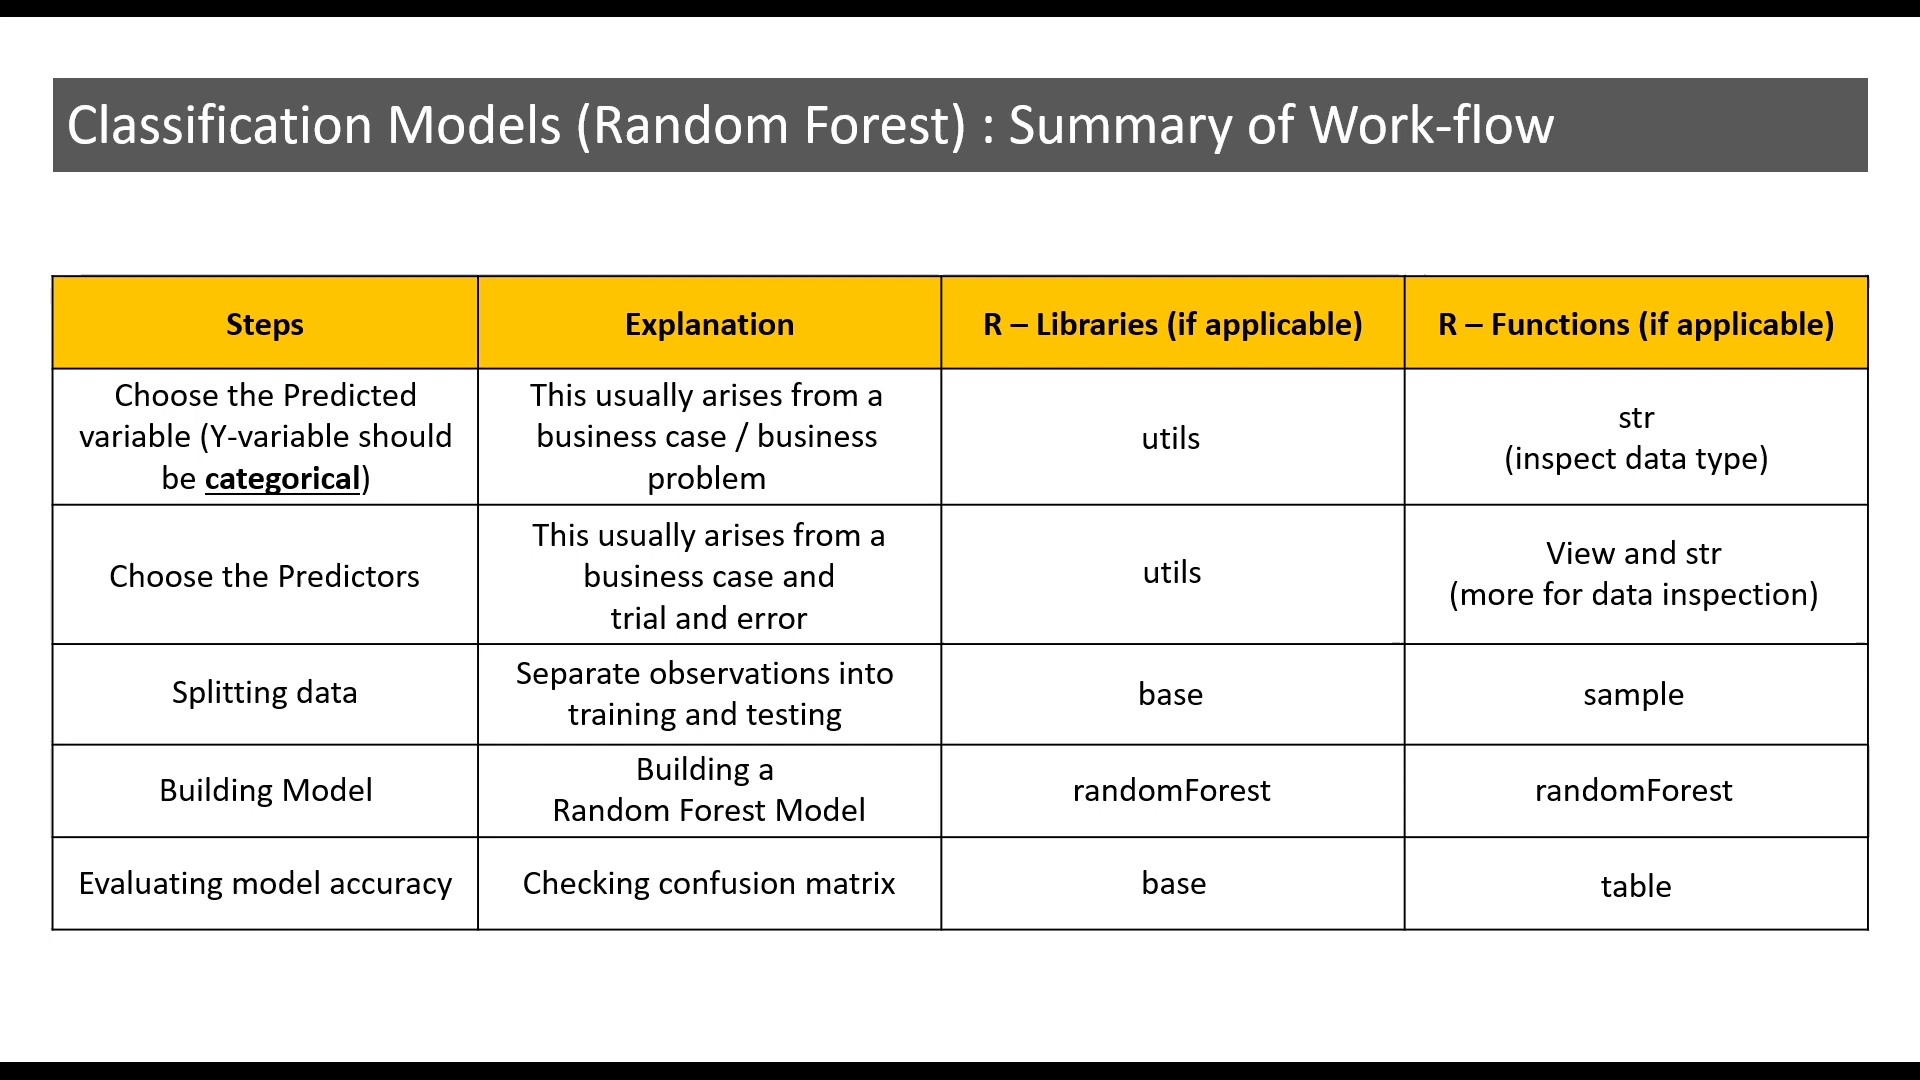 Classification Models (Random Forest) : Summary of Work-flow
Steps
Explanation
R – Libraries (if applicable)
R – Functions (if applicable)
Choose the Predicted
variable (Y-variable should
be categorical)
This usually arises from a
business case / business
problem
utils
str
(inspect data type)
Choose the Predictors
This usually arises from a
business case and
trial and error
utils
View and str
(more for data inspection)
Splitting data
Separate observations into
training and testing
base
sample
Building Model
Building a
Random Forest Model
randomForest
randomForest
Evaluating model accuracy
Checking confusion matrix
base
table